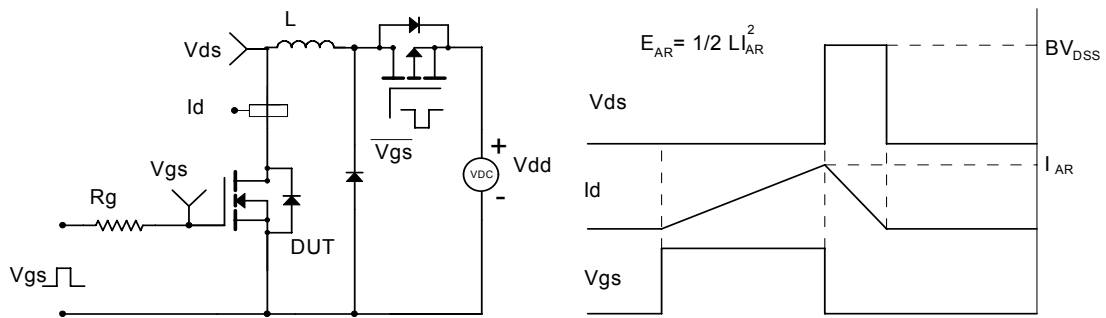 L
Vds
Id
Vgs
Vgs
Rg
DUT
Vgs
VDC
+
Vdd
-
E_AR = 1/2 LI_AR^2
BV_DSS
Vds
I_AR
Id
Vgs